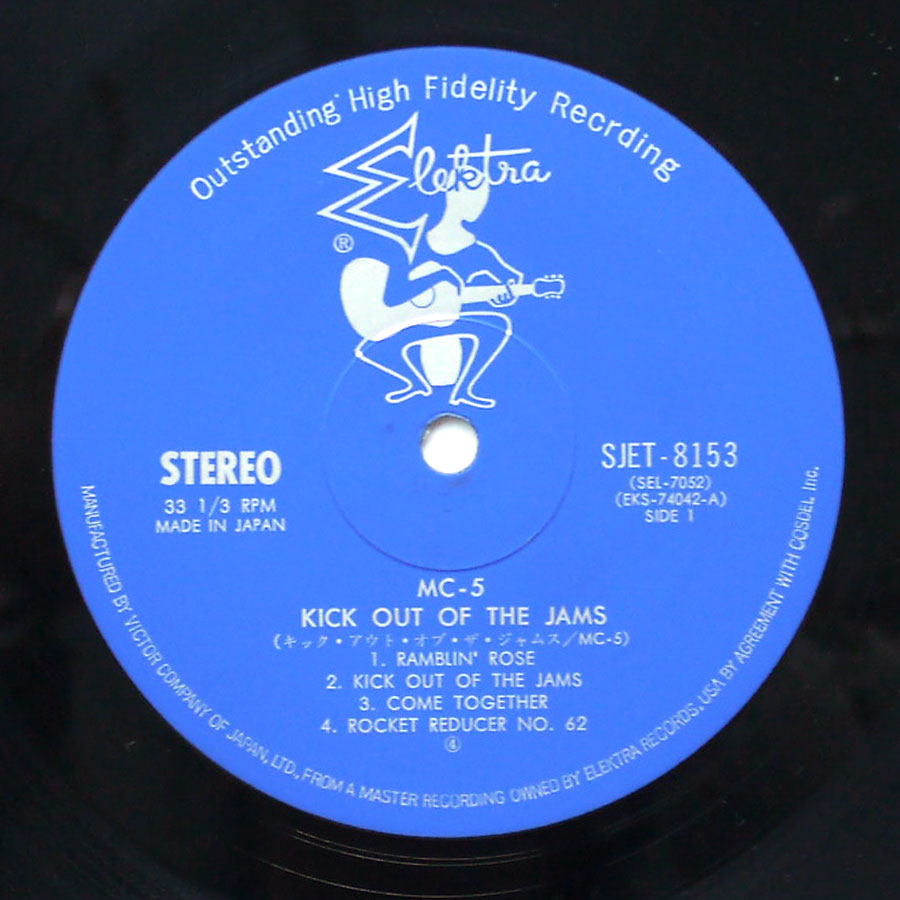 Outstanding High Fidelity Recrding
Elektra
®
STEREO
33 1/3 RPM
MADE IN JAPAN
SJET-8153
(SEL-7052)
(EKS-74042-A)
SIDE 1
MC-5
KICK OUT OF THE JAMS
(キック・アウト・オブ・ザ・ジャムス/MC-5)
1. RAMBLIN' ROSE
2. KICK OUT OF THE JAMS
3. COME TOGETHER
4. ROCKET REDUCER NO. 62
④
MANUFACTURED BY VICTOR COMPANY OF JAPAN, LTD., FROM A MASTER RECORDING OWNED BY ELEKTRA RECORDS, USA BY AGREEMENT WITH COSDEL Inc.